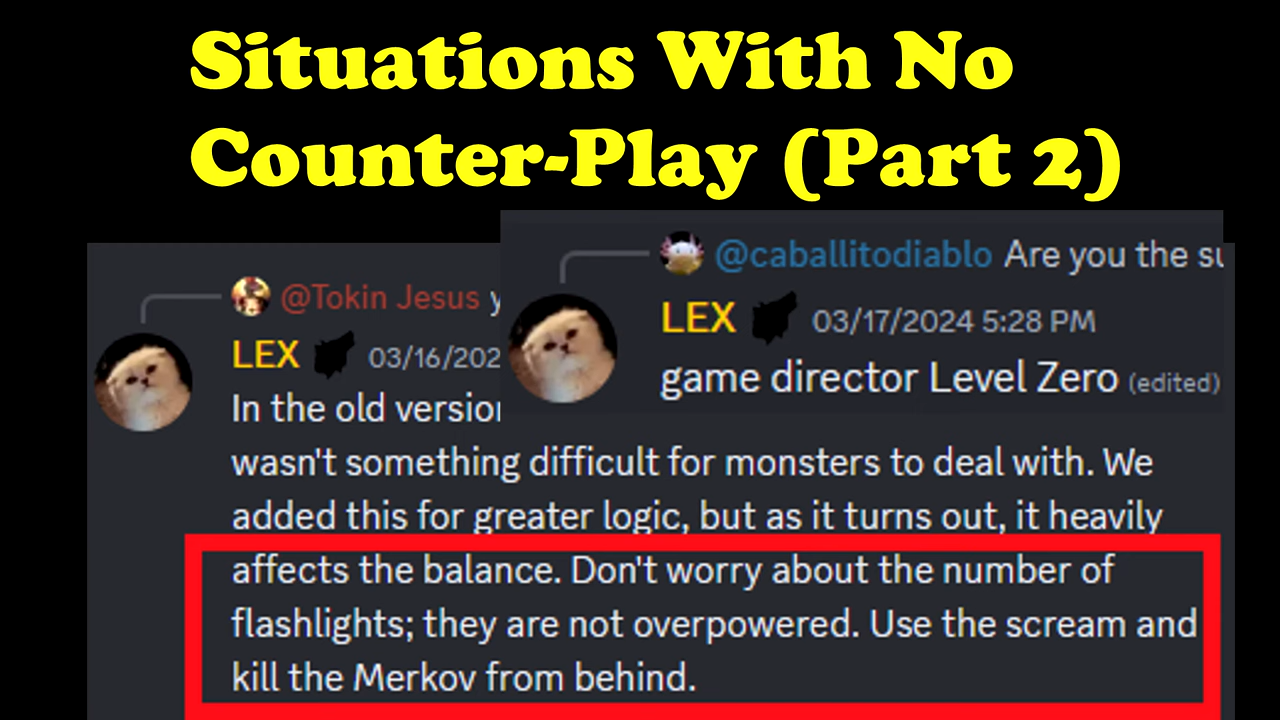 Situations With No
Counter-Play (Part 2)
@caballitodiablo Are you the
LEX 03/17/2024 5:28 PM
game director Level Zero (edited)
@Tokin Jesus
LEX 03/16/202
In the old
wasn't something difficult for monsters to deal with. We
added this for greater logic, but as it turns out, it heavily
affects the balance. Don't worry about the number of
flashlights; they are not overpowered. Use the scream and
kill the Merkov from behind.